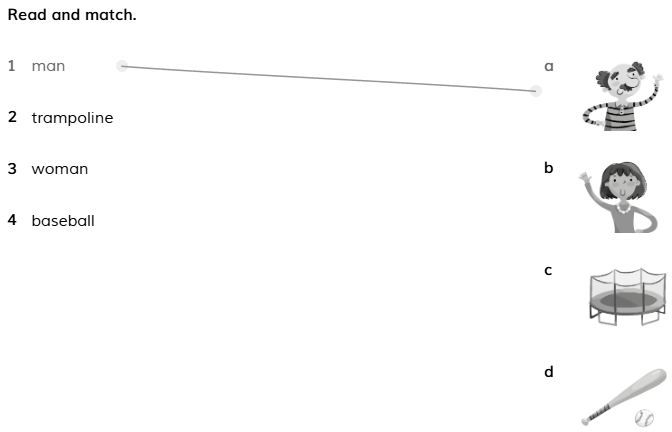 Read and match.
1 man
a
2 trampoline
3 woman
b
4 baseball
c
d